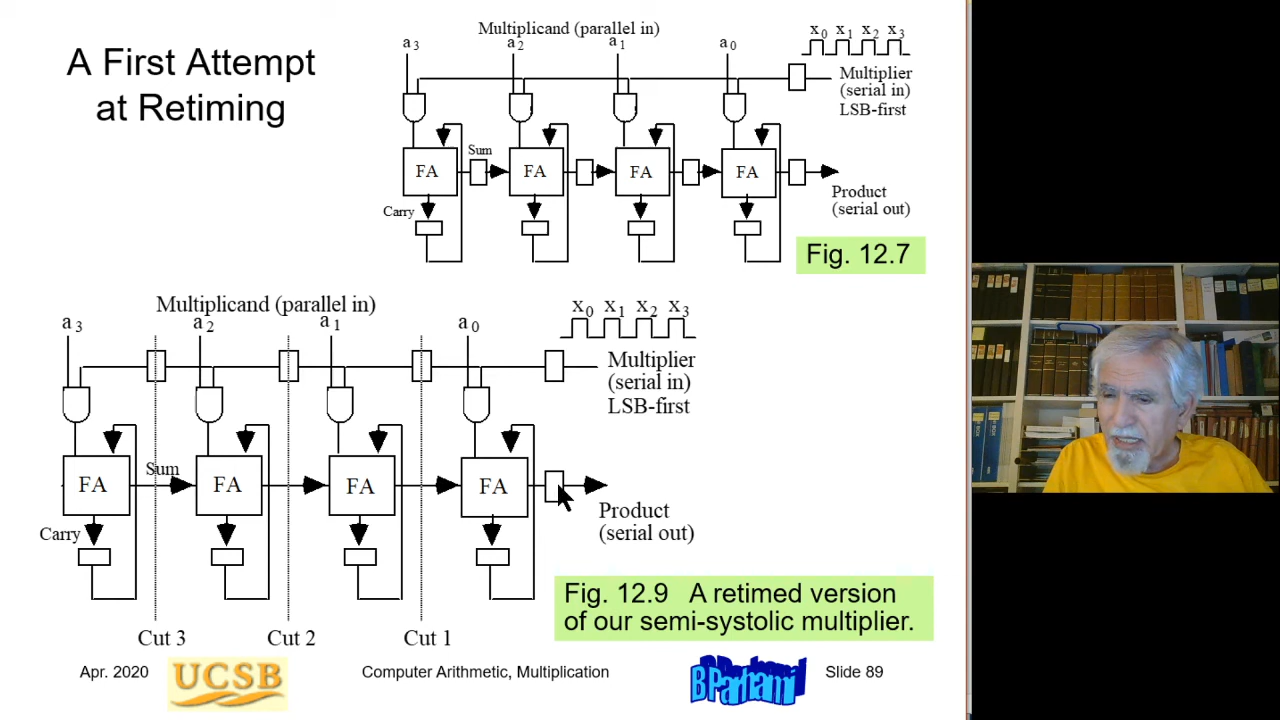 A First Attempt
at Retiming
Multiplicand (parallel in)
a3 a2 a1 a0
x0 x1 x2 x3
Multiplier
(serial in)
LSB-first
Sum
FA FA FA FA
Carry
Product
(serial out)
Fig. 12.7
Multiplicand (parallel in)
a3 a2 a1 a0
x0 x1 x2 x3
Multiplier
(serial in)
LSB-first
Sum
FA FA FA FA
Carry
Product
(serial out)
Cut 3 Cut 2 Cut 1
Fig. 12.9 A retimed version
of our semi-systolic multiplier.
Apr. 2020
UCSB
Computer Arithmetic, Multiplication
B Parhami
Slide 89